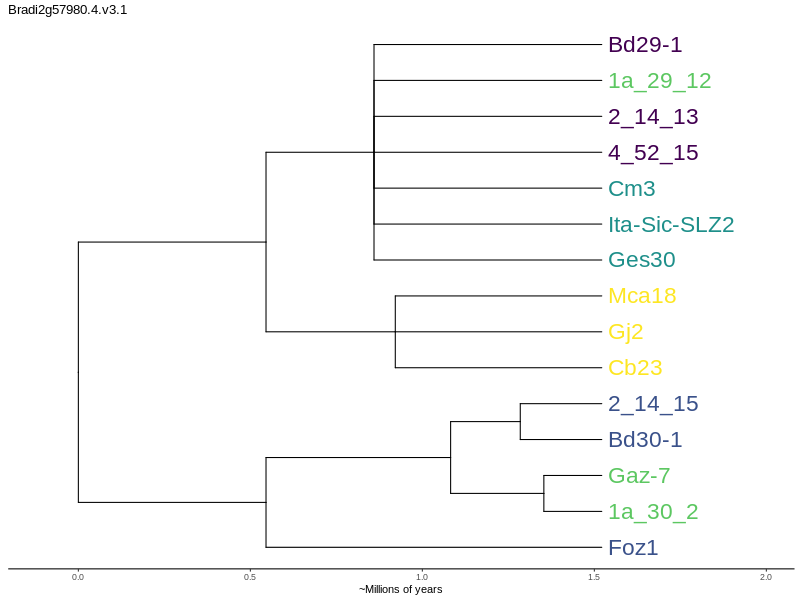 Bradi2g57980.4.v3.1
Bd29-1
1a_29_12
2_14_13
4_52_15
Cm3
Ita-Sic-SLZ2
Ges30
Mca18
Gj2
Cb23
2_14_15
Bd30-1
Gaz-7
1a_30_2
Foz1
0.0 0.5 1.0 1.5 2.0
~Millions of years